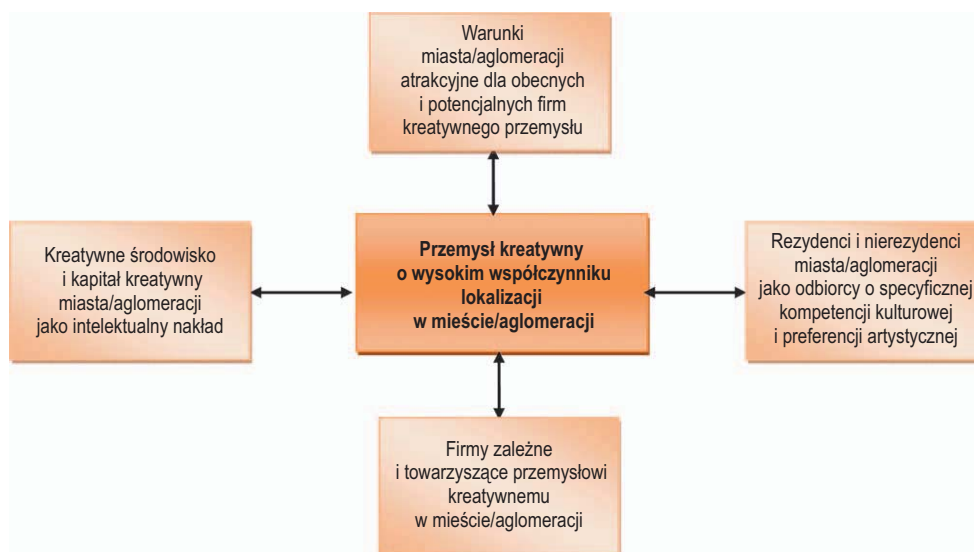 Warunki
miasta/aglomeracji
atrakcyjne dla obecnych
i potencjalnych firm
kreatywnego przemysłu
Kreatywne środowisko
i kapitał kreatywny
miasta/aglomeracji
jako intelektualny nakład
Przemysł kreatywny
o wysokim współczynniku
lokalizacji
w mieście/aglomeracji
Rezydenci i nierezydenci
miasta/aglomeracji
jako odbiorcy o specyficznej
kompetencji kulturowej
i preferencji artystycznej
Firmy zależne
i towarzyszące przemysłowi
kreatywnemu
w mieście/aglomeracji